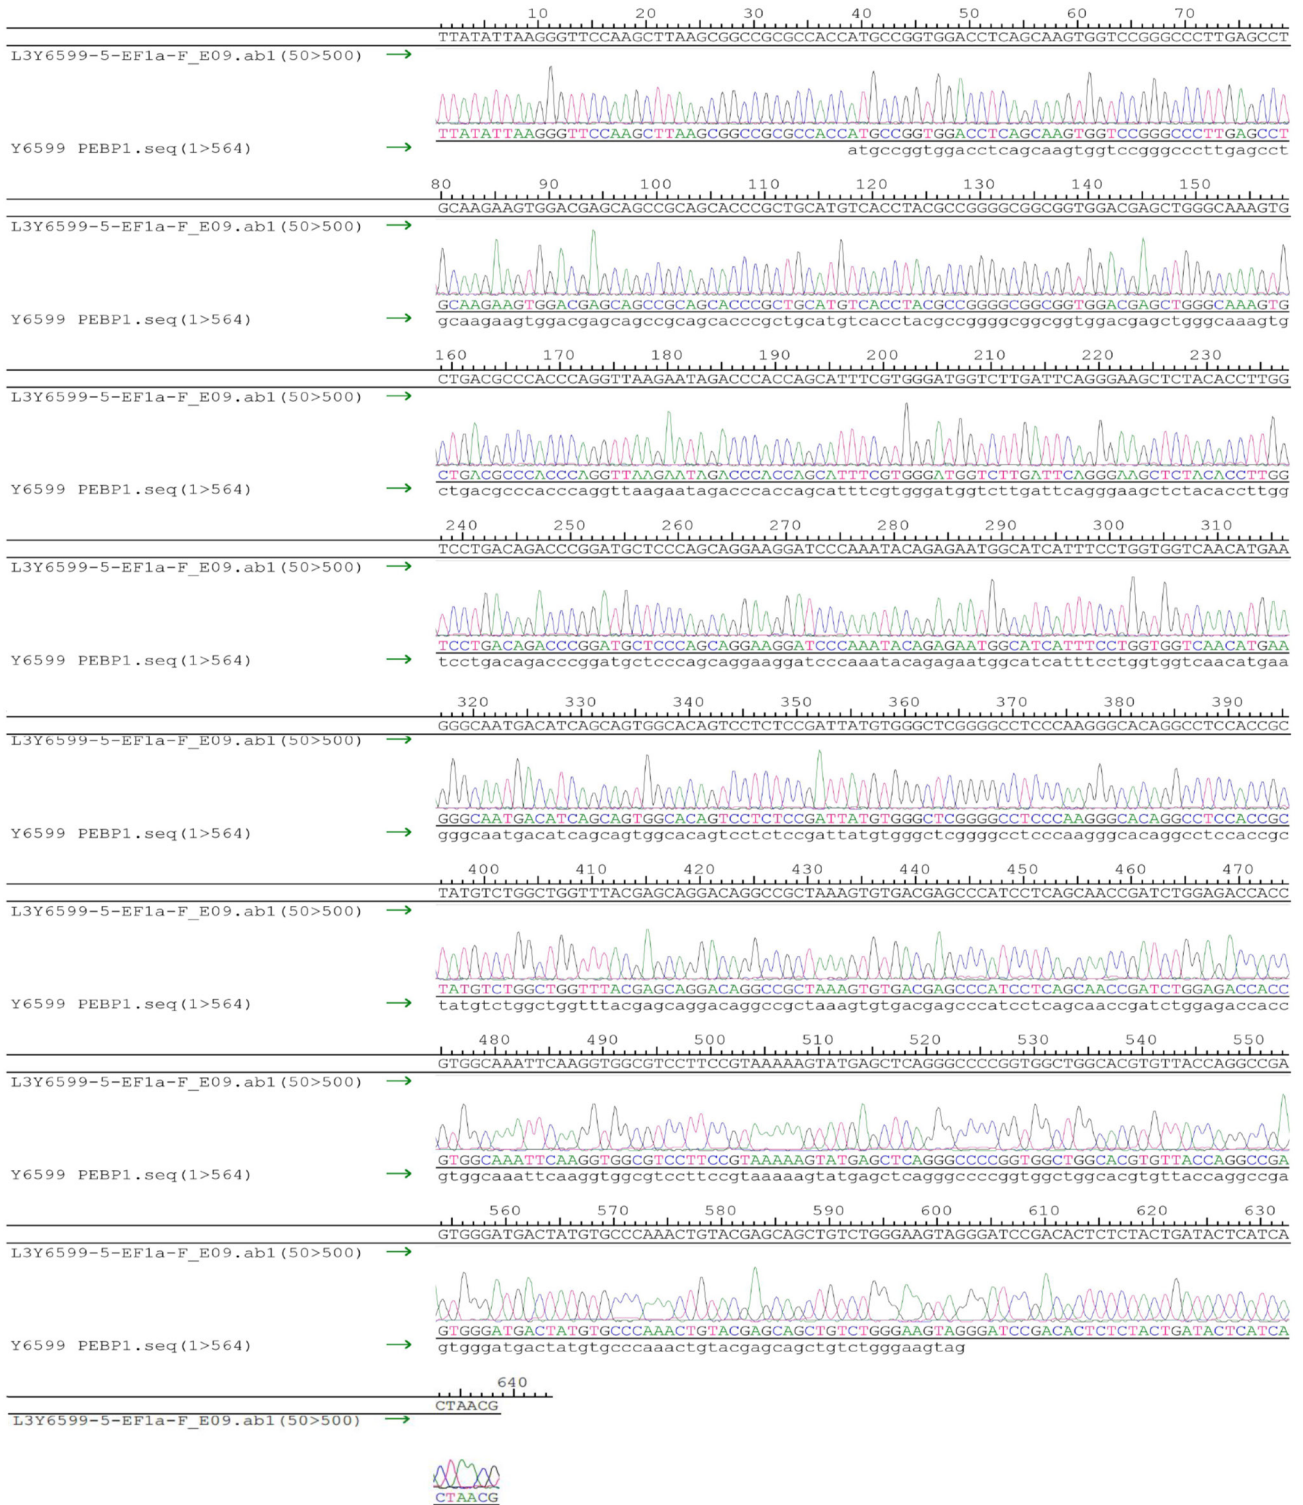 10 20 30 40 50 60 70
TTATATTAAGGGTTCCAAGCTTAAGCGGCCGCGCCACCATGCCGGTGGACCTCAGCAAGTGGTCCGGGCCCTTGAGCCT
L3Y6599-5-EF1a-F_E09.ab1(50>500) →
TTATATTAAGGGTTCCAAGCTTAAGCGGCCGCGCCACCATGCCGGTGGACCTCAGCAAGTGGTCCGGGCCCTTGAGCCT
Y6599 PEBP1.seq(1>564) → atgccggtggacctcagcaagtggtccgggcccttgagcct
80 90 100 110 120 130 140 150
GCAAGAAGTGGACGAGCAGCCGCAGCACCCGCTGCATGTCACCTACGCCGGGGCGGCGGTGGACGAGCTGGGCAAAGTG
L3Y6599-5-EF1a-F_E09.ab1(50>500) →
GCAAGAAGTGGACGAGCAGCCGCAGCACCCGCTGCATGTCACCTACGCCGGGGCGGCGGTGGACGAGCTGGGCAAAGTG
Y6599 PEBP1.seq(1>564) → gcaagaagtggacgagcagccgcagcacccgctgcatgtcacctacgccggggcggcggtggacgagctgggcaaagtg
160 170 180 190 200 210 220 230
CTGACGCCCACCCAGGTTAAGAATAGACCCACCAGCATTTCGTGGGATGGTCTTGATTCAGGGAAGCTCTACACCTTGG
L3Y6599-5-EF1a-F_E09.ab1(50>500) →
CTGACGCCCACCCAGGTTAAGAATAGACCCACCAGCATTTCGTGGGATGGTCTTGATTCAGGGAAGCTCTACACCTTGG
Y6599 PEBP1.seq(1>564) → ctgacgcccacccaggttaagaatagacccaccagcatttcgtgggatggtcttgattcagggaagctctacaccttgg
240 250 260 270 280 290 300 310
TCCTGACAGACCCGGATGCTCCCAGCAGGAAGGATCCCAAATACAGAGAATGGCATCATTTCCTGGTGGTCAACATGAA
L3Y6599-5-EF1a-F_E09.ab1(50>500) →
TCCTGACAGACCCGGATGCTCCCAGCAGGAAGGATCCCAAATACAGAGAATGGCATCATTTCCTGGTGGTCAACATGAA
Y6599 PEBP1.seq(1>564) → tcctgacagacccggatgctcccagcaggaaggatcccaaatacagagaatggcatcatttcctggtggtcaacatgaa
320 330 340 350 360 370 380 390
GGGCAATGACATCAGCAGTGGCACAGTCCTCTCCGATTATGTGGGCTCGGGGCCTCCCAAGGGCACAGGCCTCCACCGC
L3Y6599-5-EF1a-F_E09.ab1(50>500) →
GGGCAATGACATCAGCAGTGGCACAGTCCTCTCCGATTATGTGGGCTCGGGGCCTCCCAAGGGCACAGGCCTCCACCGC
Y6599 PEBP1.seq(1>564) → gggcaatgacatcagcagtggcacagtcctctccgattatgtgggctcggggcctcccaagggcacaggcctccaccgc
400 410 420 430 440 450 460 470
TATGTCTGGCTGGTTTACGAGCAGGACAGGCCGCTAAAGTGTGACGAGCCCATCCTCAGCAACCGATCTGGAGACCACC
L3Y6599-5-EF1a-F_E09.ab1(50>500) →
TATGTCTGGCTGGTTTACGAGCAGGACAGGCCGCTAAAGTGTGACGAGCCCATCCTCAGCAACCGATCTGGAGACCACC
Y6599 PEBP1.seq(1>564) → tatgtctggctggtttacgagcaggacaggccgctaaagtgtgacgagcccatcctcagcaaccgatctggagaccacc
480 490 500 510 520 530 540 550
GTGGCAAATTCAAGGTGGCGTCCTTCCGTAAAAAGTATGAGCTCAGGGCCCCGGTGGCTGGCACGTGTTACCAGGCCGA
L3Y6599-5-EF1a-F_E09.ab1(50>500) →
GTGGCAAATTCAAGGTGGCGTCCTTCCGTAAAAAGTATGAGCTCAGGGCCCCGGTGGCTGGCACGTGTTACCAGGCCGA
Y6599 PEBP1.seq(1>564) → gtggcaaattcaaggtggcgtccttccgtaaaaagtatgagctcagggccccggtggctggcacgtgttaccaggccga
560 570 580 590 600 610 620 630
GTGGGATGACTATGTGCCCAAACTGTACGAGCAGCTGTCTGGGAAGTAGGGATCCGACACTCTCTACTGATACTCATCA
L3Y6599-5-EF1a-F_E09.ab1(50>500) →
GTGGGATGACTATGTGCCCAAACTGTACGAGCAGCTGTCTGGGAAGTAGGGATCCGACACTCTCTACTGATACTCATCA
Y6599 PEBP1.seq(1>564) → gtgggatgactatgtgcccaaactgtacgagcagctgtctgggaagtag
640
CTAACG
L3Y6599-5-EF1a-F_E09.ab1(50>500) →
CTAACG